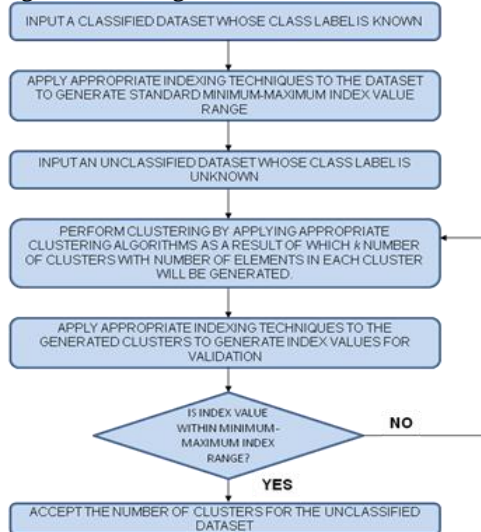 INPUT A CLASSIFIED DATASET WHOSE CLASS LABEL IS KNOWN
APPLY APPROPRIATE INDEXING TECHNIQUES TO THE DATASET
TO GENERATE STANDARD MINIMUM-MAXIMUM INDEX VALUE
RANGE
INPUT AN UNCLASSIFIED DATASET WHOSE CLASS LABEL IS
UNKNOWN
PERFORM CLUSTERING BY APPLYING APPROPRIATE
CLUSTERING ALGORITHMS AS A RESULT OF WHICH k NUMBER
OF CLUSTERS WITH NUMBER OF ELEMENTS IN EACH CLUSTER
WILL BE GENERATED.
APPLY APPROPRIATE INDEXING TECHNIQUES TO THE
GENERATED CLUSTERS TO GENERATE INDEX VALUES FOR
VALIDATION
IS INDEX VALUE
WITHIN MINIMUM-
MAXIMUM INDEX
RANGE?
NO
YES
ACCEPT THE NUMBER OF CLUSTERS FOR THE UNCLASSIFIED
DATASET